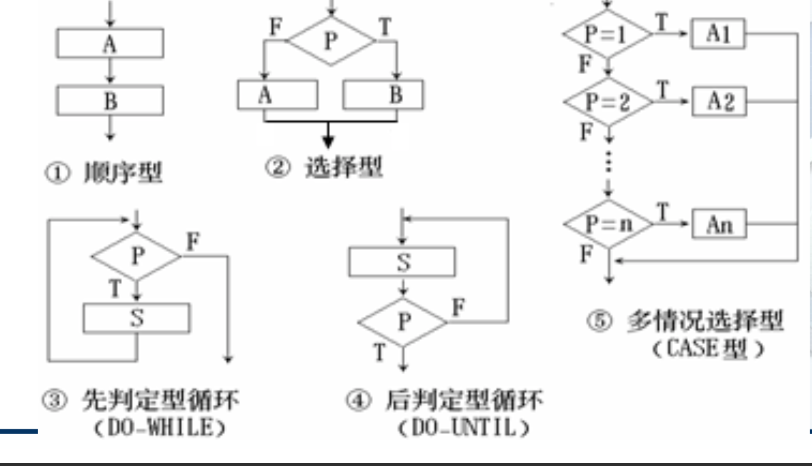 A
B
① 顺序型
F
P
T
A
B
② 选择型
P=1
T
A1
F
P=2
T
A2
F
⋮
P=n
T
An
F
⑤ 多情况选择型
（CASE型）
P
F
T
S
③ 先判定型循环
（DO-WHILE）
S
P
F
T
④ 后判定型循环
（DO-UNTIL）